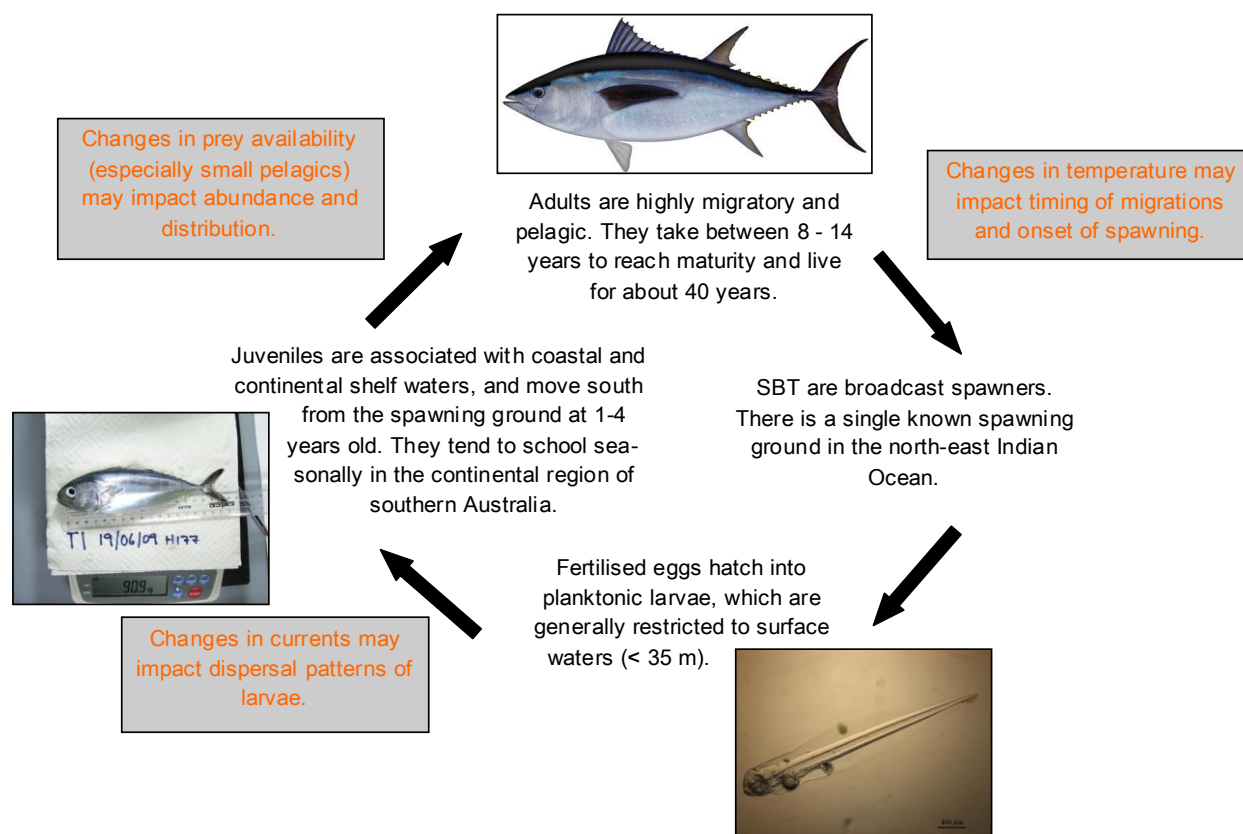 Changes in prey availability
(especially small pelagics)
may impact abundance and
distribution.
Adults are highly migratory and
pelagic. They take between 8 - 14
years to reach maturity and live
for about 40 years.
Changes in temperature may
impact timing of migrations
and onset of spawning.
Juveniles are associated with coastal and
continental shelf waters, and move south
from the spawning ground at 1-4
years old. They tend to school sea-
sonally in the continental region of
southern Australia.
SBT are broadcast spawners.
There is a single known spawning
ground in the north-east Indian
Ocean.
T1 19/06/09 H177
Fertilised eggs hatch into
planktonic larvae, which are
generally restricted to surface
waters (< 35 m).
Changes in currents may
impact dispersal patterns of
larvae.